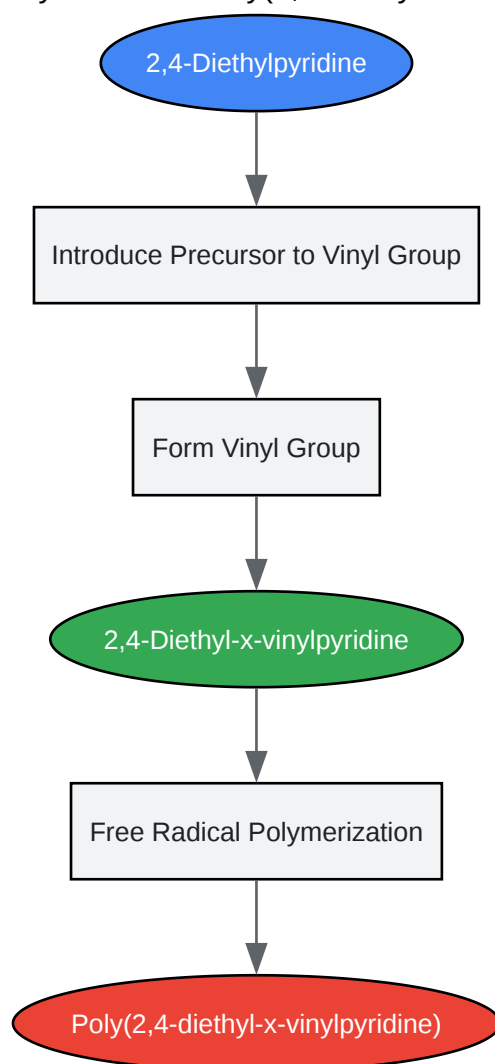 2,4-Diethylpyridine
Introduce Precursor to Vinyl Group
Form Vinyl Group
2,4-Diethyl-x-vinylpyridine
Free Radical Polymerization
Poly(2,4-diethyl-x-vinylpyridine)